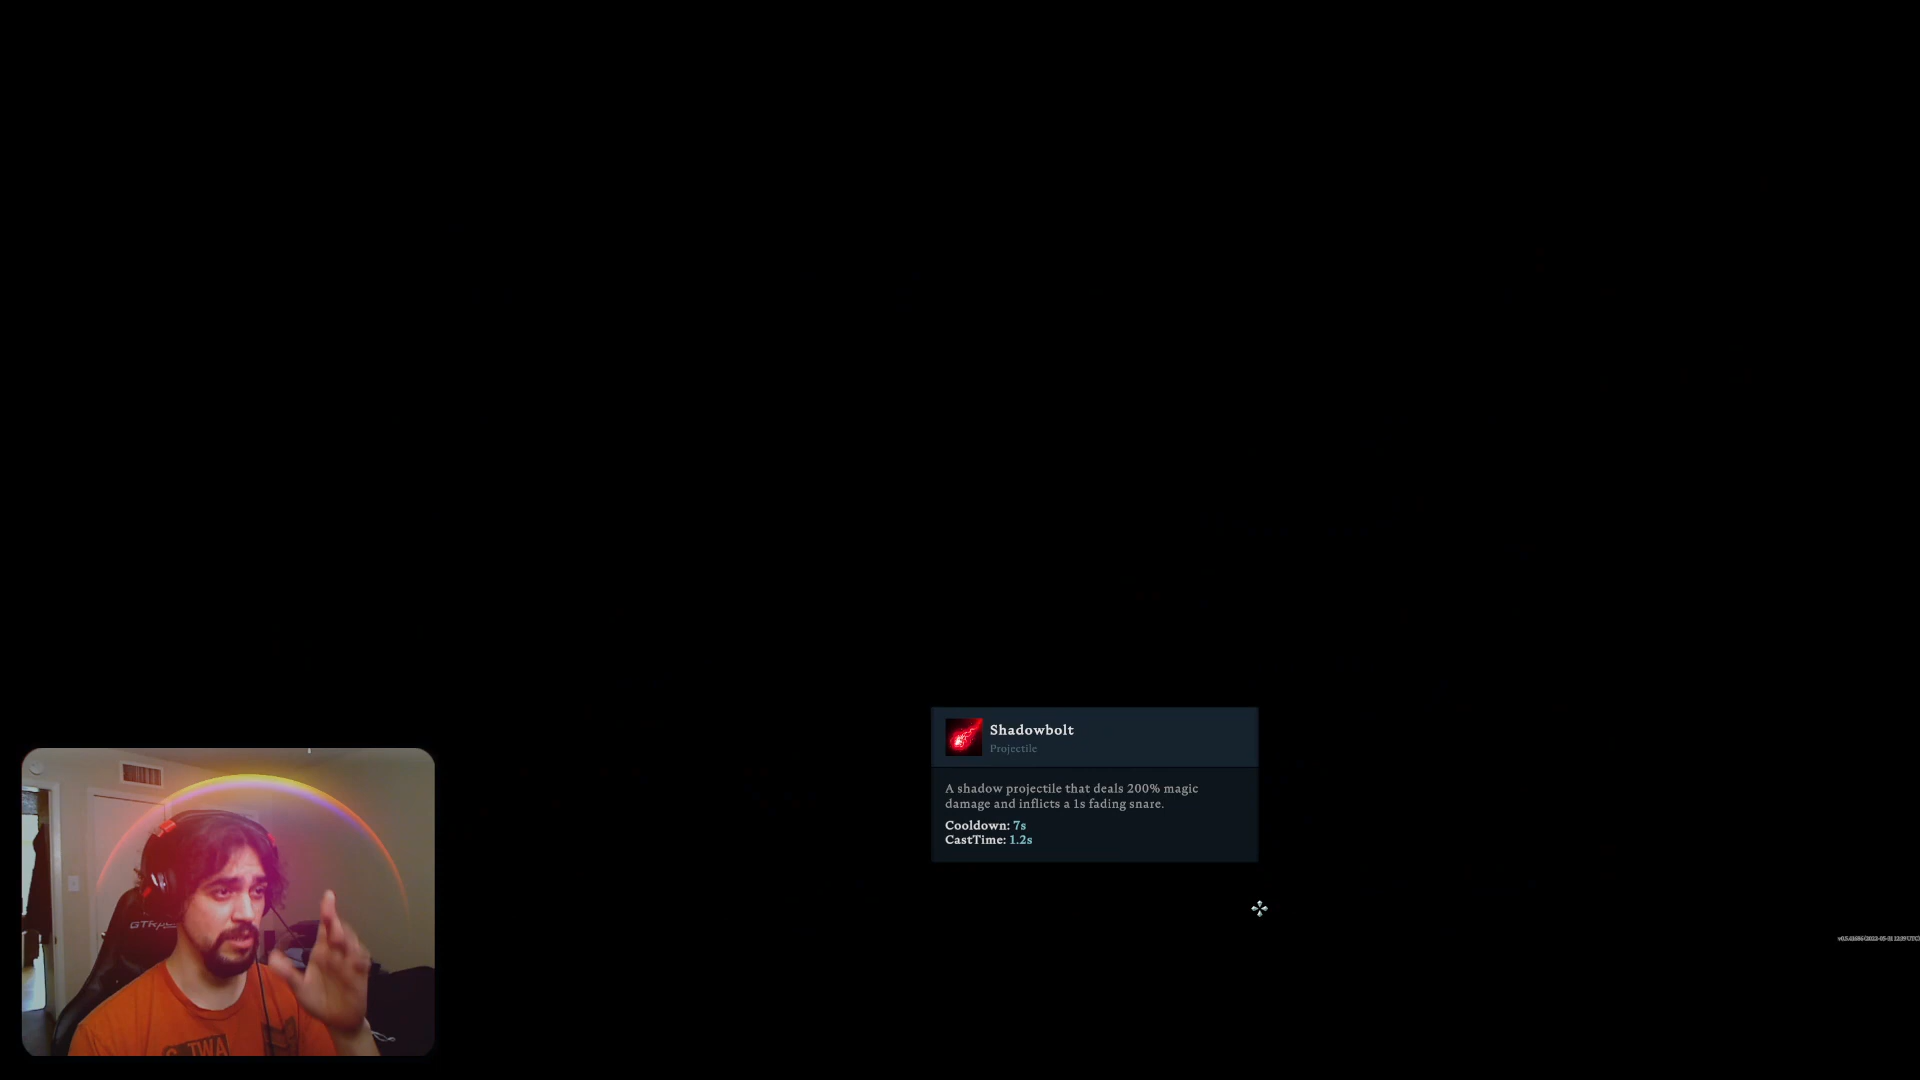 Shadowbolt
Projectile
A shadow projectile that deals 200% magic
damage and inflicts a 1s fading snare.
Cooldown: 7s
CastTime: 1.2s